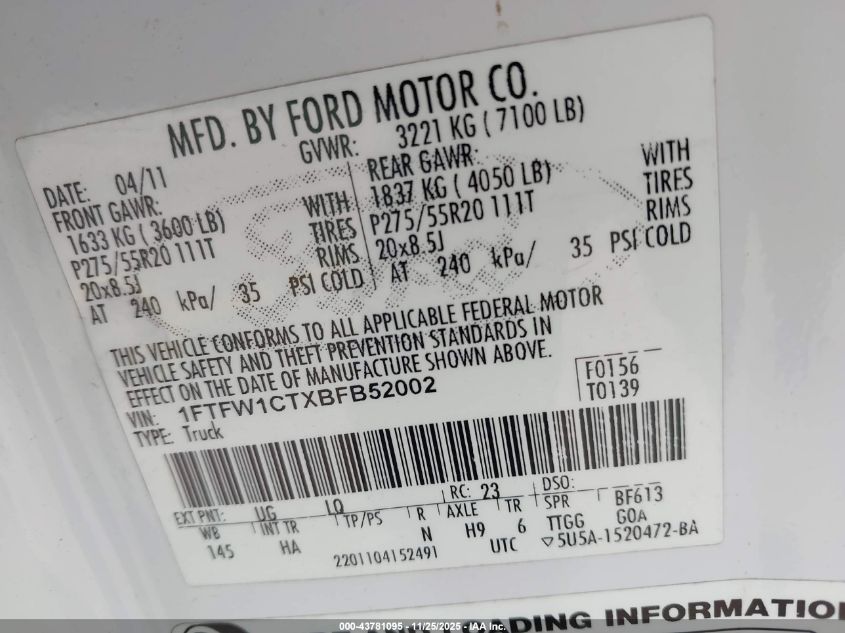 MFD. BY FORD MOTOR CO.
DATE: 04/11 GVWR: 3221 KG ( 7100 LB)
FRONT GAWR: REAR GAWR:
1633 KG ( 3600 LB) WITH 1837 KG ( 4050 LB) WITH
P275/55R20 111T TIRES P275/55R20 111T TIRES
20x8.5J RIMS 20x8.5J RIMS
AT 240 kPa/ 35 PSI COLD AT 240 kPa/ 35 PSI COLD
THIS VEHICLE CONFORMS TO ALL APPLICABLE FEDERAL MOTOR
VEHICLE SAFETY AND THEFT PREVENTION STANDARDS IN
EFFECT ON THE DATE OF MANUFACTURE SHOWN ABOVE.
VIN: 1FTFW1CTXBFB52002 F0156
TYPE: Truck T0139
EXT PNT: UG LQ RC: 23 DSO:
WB INT TR TP/PS R AXLE TR SPR BF613
145 HA N H9 6 TTGG GOA
2201104152491 UTC ▽5U5A-1520472-BA
INFORMATION
000-43781095 - 11/25/2025 - IAA Inc.